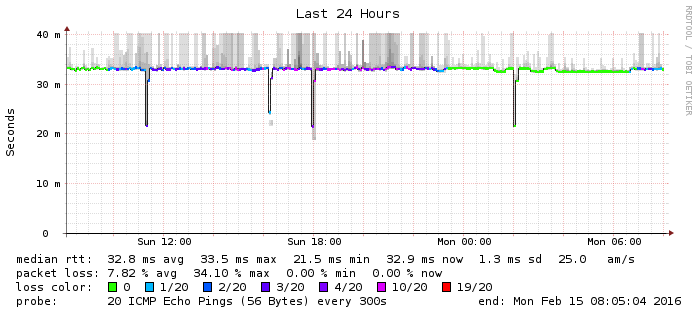 Last 24 Hours
RRDTOOL / TOBI OETIKER
Seconds
40 m
30 m
20 m
10 m
0
Sun 12:00 Sun 18:00 Mon 00:00 Mon 06:00
median rtt: 32.8 ms avg 33.5 ms max 21.5 ms min 32.9 ms now 1.3 ms sd 25.0 am/s
packet loss: 7.82 % avg 34.10 % max 0.00 % min 0.00 % now
loss color: 0 1/20 2/20 3/20 4/20 10/20 19/20
probe: 20 ICMP Echo Pings (56 Bytes) every 300s end: Mon Feb 15 08:05:04 2016